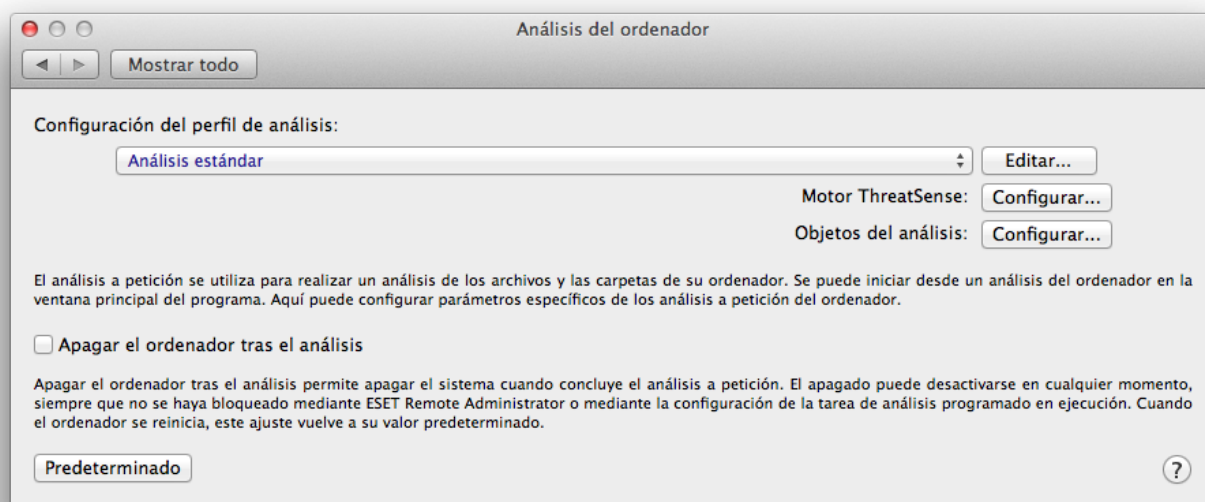 Análisis del ordenador
Mostrar todo
Configuración del perfil de análisis:
Análisis estándar
Editar...
Motor ThreatSense:
Configurar...
Objetos del análisis:
Configurar...
El análisis a petición se utiliza para realizar un análisis de los archivos y las carpetas de su ordenador. Se puede iniciar desde un análisis del ordenador en la
ventana principal del programa. Aquí puede configurar parámetros específicos de los análisis a petición del ordenador.
Apagar el ordenador tras el análisis
Apagar el ordenador tras el análisis permite apagar el sistema cuando concluye el análisis a petición. El apagado puede desactivarse en cualquier momento,
siempre que no se haya bloqueado mediante ESET Remote Administrator o mediante la configuración de la tarea de análisis programado en ejecución. Cuando
el ordenador se reinicia, este ajuste vuelve a su valor predeterminado.
Predeterminado
?